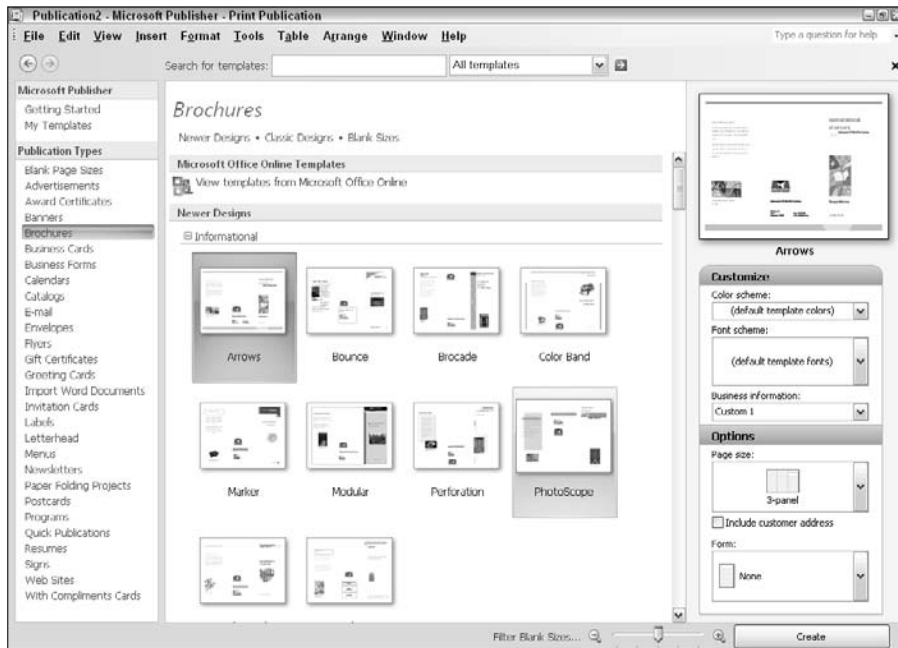 Publication2 - Microsoft Publisher - Print Publication
File Edit View Insert Format Tools Table Arrange Window Help
Type a question for help
Search for templates:
All templates
Microsoft Publisher
Getting Started
My Templates
Publication Types
Blank Page Sizes
Advertisements
Award Certificates
Banners
Brochures
Business Cards
Business Forms
Calendars
Catalogs
E-mail
Envelopes
Flyers
Gift Certificates
Greeting Cards
Import Word Documents
Invitation Cards
Labels
Letterhead
Menus
Newsletters
Paper Folding Projects
Postcards
Programs
Quick Publications
Resumes
Signs
Web Sites
With Compliments Cards
Brochures
Newer Designs • Classic Designs • Blank Sizes
Microsoft Office Online Templates
View templates from Microsoft Office Online
Newer Designs
Informational
Arrows Bounce Brocade Color Band
Marker Modular Perforation PhotoScope
Arrows
Customize
Color scheme:
(default template colors)
Font scheme:
(default template fonts)
Business information:
Custom 1
Options
Page size:
3-panel
Include customer address
Form:
None
Filter Blank Sizes...
Create